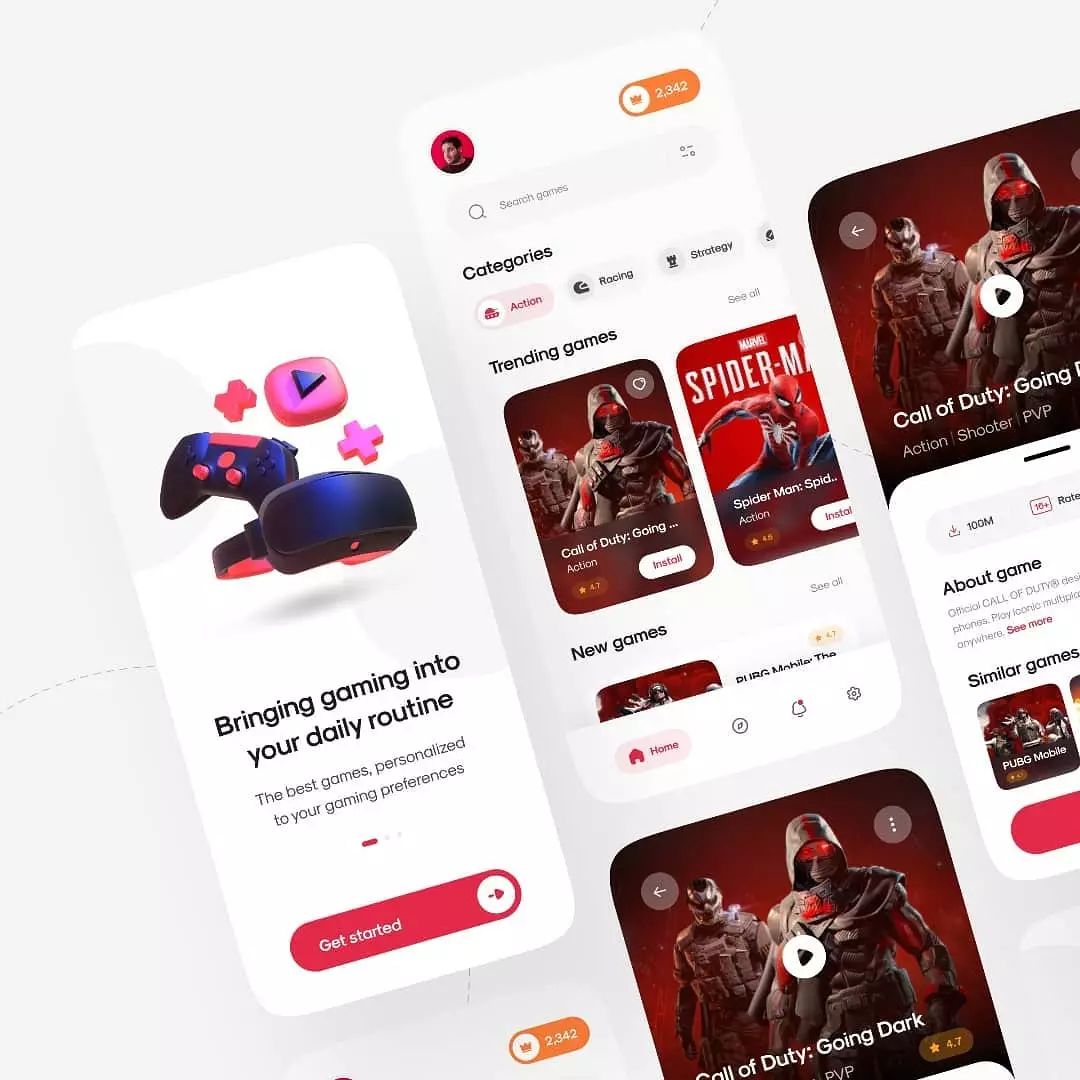 Bringing gaming into
your daily routine
The best games, personalized
to your gaming preferences
Get started
2,342
Search games
Categories
Action
Racing
Strategy
Trending games
See all
Call of Duty: Going ...
Action
4.7
Install
MARVEL
SPIDER-M
Spider Man: Spid..
Action
4.6
Instal
New games
See all
4.7
PUBG Mobile: The
Home
Call of Duty: Going
Action | Shooter | PVP
100M
16+
Rate
About game
Official CALL OF DUTY® desi
phones. Play iconic multipla
anywhere. See more
Similar games
PUBG Mobile
4.7
Call of Duty: Going Dark
4.7
PVP
2,342